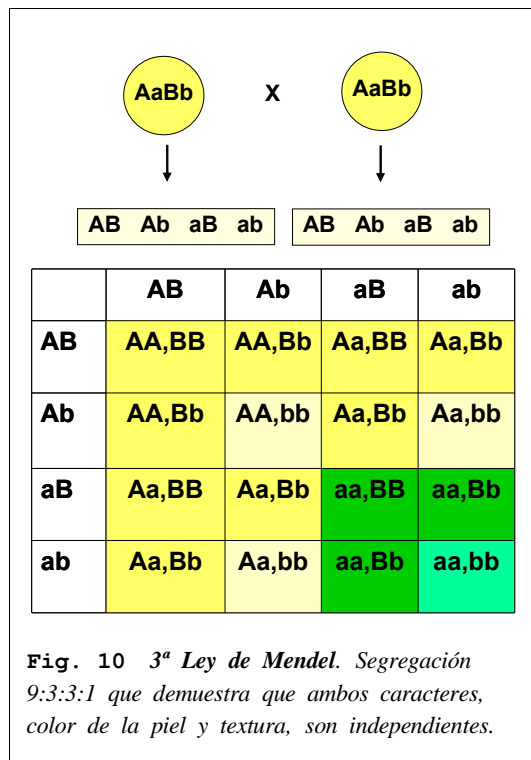 AaBb X AaBb
AB Ab aB ab AB Ab aB ab
AB Ab aB ab
AB AA,BB AA,Bb Aa,BB Aa,Bb
Ab AA,Bb AA,bb Aa,Bb Aa,bb
aB Aa,BB Aa,Bb aa,BB aa,Bb
ab Aa,Bb Aa,bb aa,Bb aa,bb
Fig. 10 3ª Ley de Mendel. Segregación
9:3:3:1 que demuestra que ambos caracteres,
color de la piel y textura, son independientes.